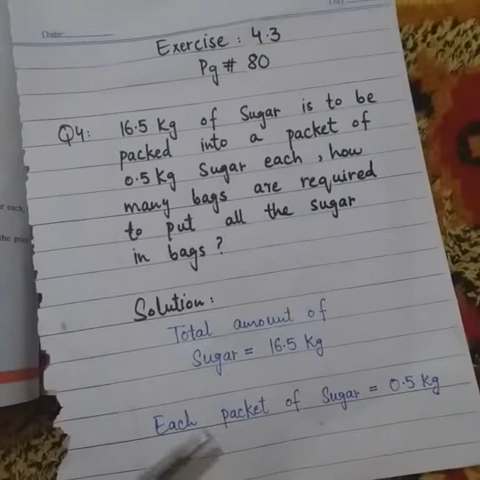 Date:
Exercise : 4.3
Pg # 80
Q4: 16.5 Kg of Sugar is to be
packed into a packet of
0.5 Kg Sugar each, how
many bags are required
to put all the sugar
in bags?
Solution:
Total amount of
Sugar = 16.5 Kg
Each packet of Sugar = 0.5 kg